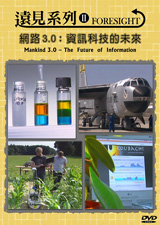 遠見系列 II FORESIGHT
網路3.0：資訊科技的未來
Mankind 3.0 - The Future of Information
DVD